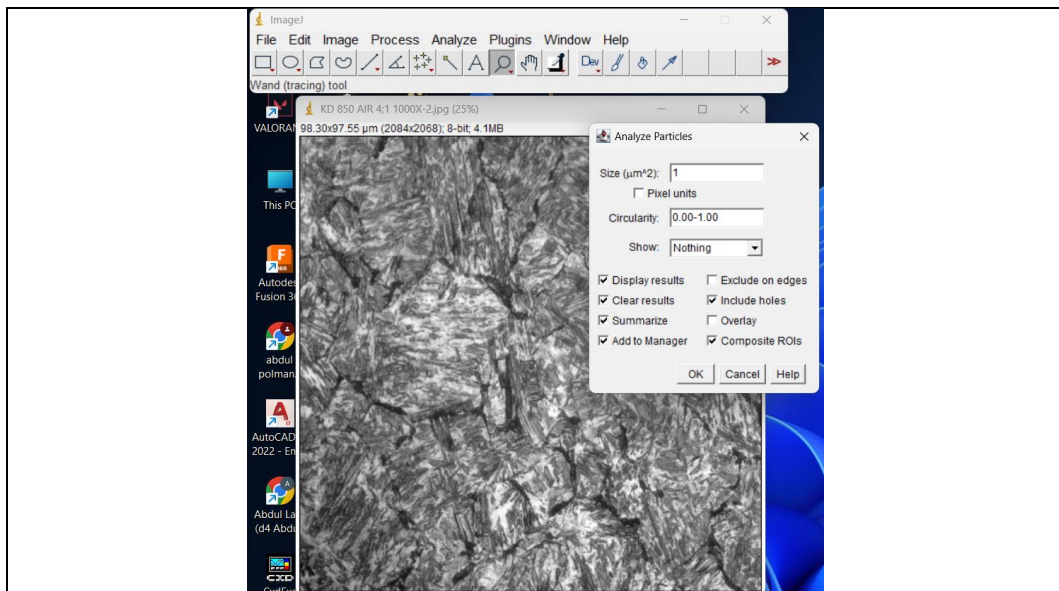 ImageJ
File Edit Image Process Analyze Plugins Window Help
Dev
Wand (tracing) tool
KD 850 AIR 4;1 1000X-2.jpg (25%)
98.30x97.55 µm (2084x2068); 8-bit; 4.1MB
VALORA
This PC
Autodes
Fusion 3
abdul
polman.
AutoCAD
2022 - En
Abdul La
(d4 Abdu
CXD
Analyze Particles
Size (µm^2): 1
Pixel units
Circularity: 0.00-1.00
Show: Nothing
Display results Exclude on edges
Clear results Include holes
Summarize Overlay
Add to Manager Composite ROIs
OK Cancel Help